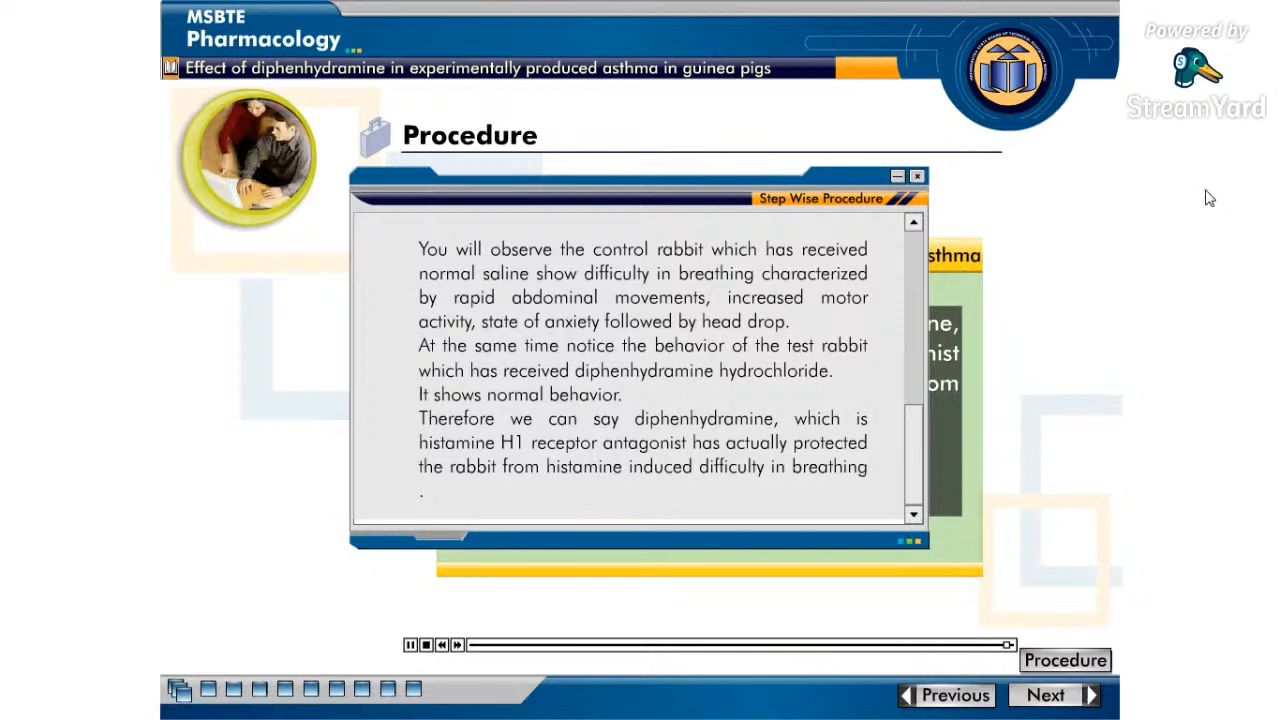 MSBTE
Pharmacology
Effect of diphenhydramine in experimentally produced asthma in guinea pigs
Powered by
StreamYard
Procedure
Step Wise Procedure
You will observe the control rabbit which has received
normal saline show difficulty in breathing characterized
by rapid abdominal movements, increased motor
activity, state of anxiety followed by head drop.
At the same time notice the behavior of the test rabbit
which has received diphenhydramine hydrochloride.
It shows normal behavior.
Therefore we can say diphenhydramine, which is
histamine H1 receptor antagonist has actually protected
the rabbit from histamine induced difficulty in breathing
.
sthma
ne,
nist
om
Procedure
Previous
Next